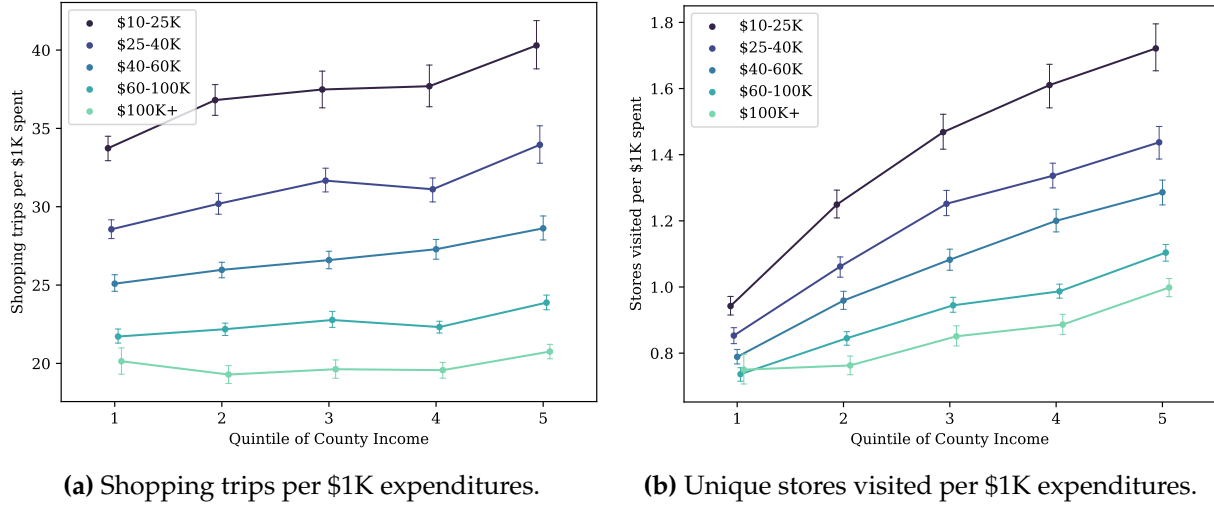 $10-25K
$25-40K
$40-60K
$60-100K
$100K+
40
35
30
25
20
Shopping trips per $1K spent
1 2 3 4 5
Quintile of County Income
(a) Shopping trips per $1K expenditures.
$10-25K
$25-40K
$40-60K
$60-100K
$100K+
1.8
1.6
1.4
1.2
1.0
0.8
Stores visited per $1K spent
1 2 3 4 5
Quintile of County Income
(b) Unique stores visited per $1K expenditures.